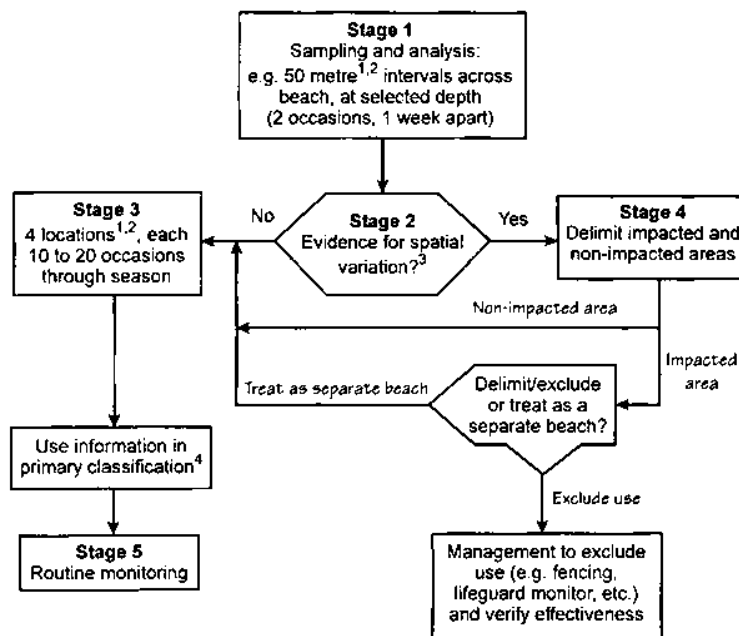 Stage 1
Sampling and analysis:
e.g. 50 metre1,2 intervals across
beach, at selected depth
(2 occasions, 1 week apart)
Stage 3
4 locations1,2, each
10 to 20 occasions
through season
No
Stage 2
Evidence for spatial
variation?3
Yes
Stage 4
Delimit impacted and
non-impacted areas
Non-impacted area
Impacted
area
Treat as separate beach
Delimit/exclude
or treat as a
separate beach?
Use information in
primary classification4
Exclude use
Stage 5
Routine monitoring
Management to exclude
use (e.g. fencing,
lifeguard monitor, etc.)
and verify effectiveness